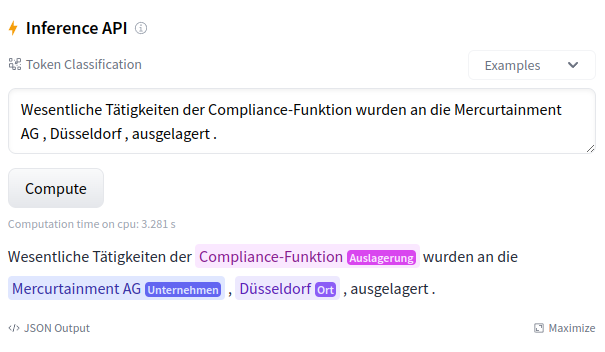 Inference API
Token Classification
Examples
Wesentliche Tätigkeiten der Compliance-Funktion wurden an die Mercurtainment
AG , Düsseldorf , ausgelagert .
Compute
Computation time on cpu: 3.281 s
Wesentliche Tätigkeiten der Compliance-Funktion Auslagerung wurden an die
Mercurtainment AG Unternehmen , Düsseldorf Ort , ausgelagert .
</> JSON Output
Maximize